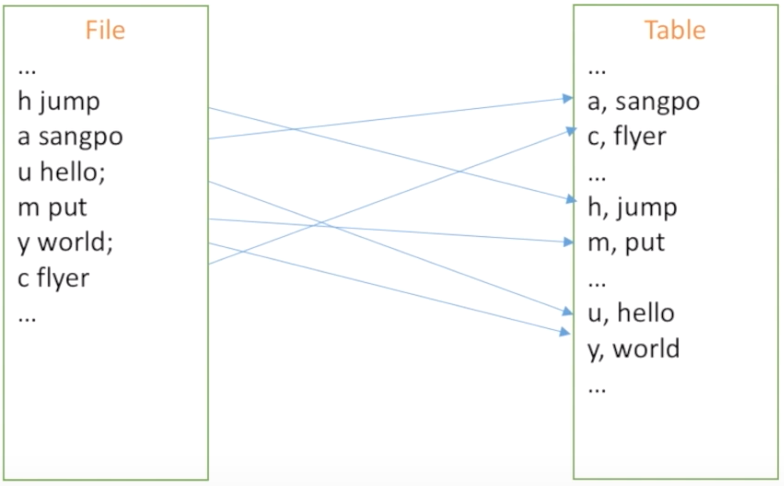 File
...
h jump
a sangpo
u hello;
m put
y world;
c flyer
...
Table
...
a, sangpo
c, flyer
...
h, jump
m, put
...
u, hello
y, world
...